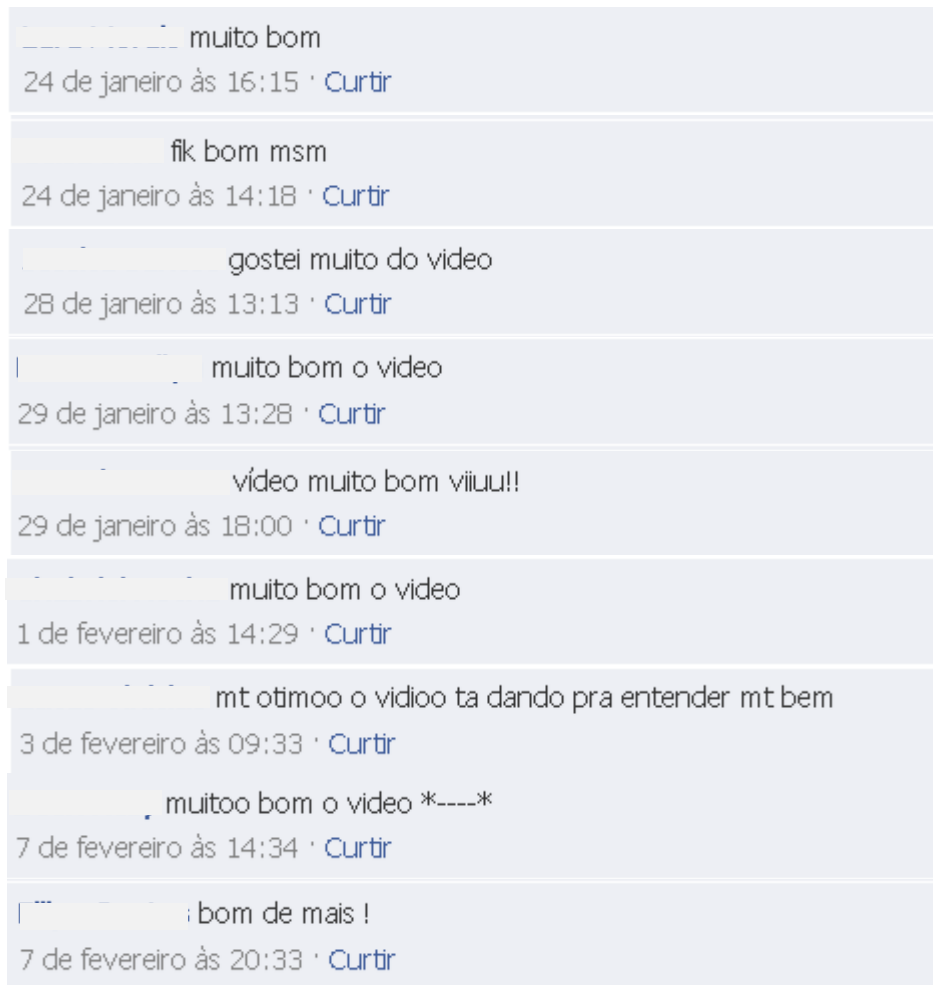 muito bom
24 de janeiro às 16:15 · Curtir
fik bom msm
24 de janeiro às 14:18 · Curtir
gostei muito do video
28 de janeiro às 13:13 · Curtir
muito bom o video
29 de janeiro às 13:28 · Curtir
vídeo muito bom viiuu!!
29 de janeiro às 18:00 · Curtir
muito bom o video
1 de fevereiro às 14:29 · Curtir
mt otimoo o vidioo ta dando pra entender mt bem
3 de fevereiro às 09:33 · Curtir
muitoo bom o video *----*
7 de fevereiro às 14:34 · Curtir
bom de mais !
7 de fevereiro às 20:33 · Curtir